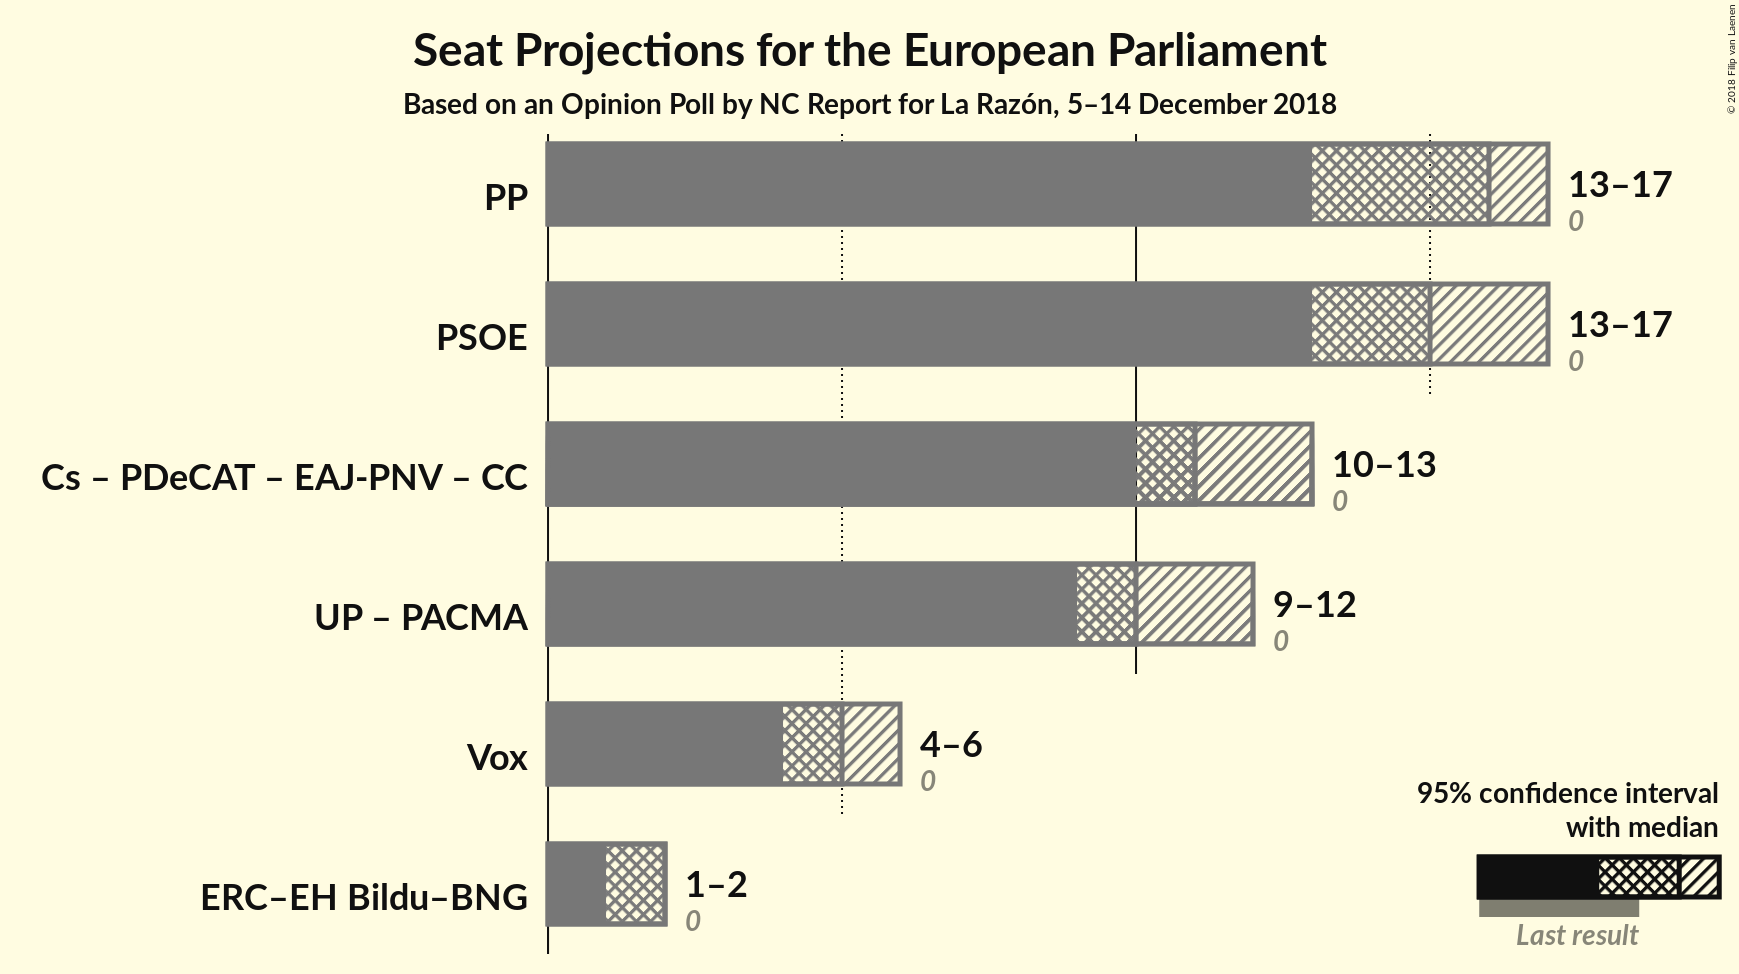 Seat Projections for the European Parliament
Based on an Opinion Poll by NC Report for La Razón, 5–14 December 2018
© 2018 Filip van Laenen
PP
13–17
0
PSOE
13–17
0
Cs – PDeCAT – EAJ-PNV – CC
10–13
0
UP – PACMA
9–12
0
Vox
4–6
0
ERC–EH Bildu–BNG
1–2
0
95% confidence interval
with median
Last result